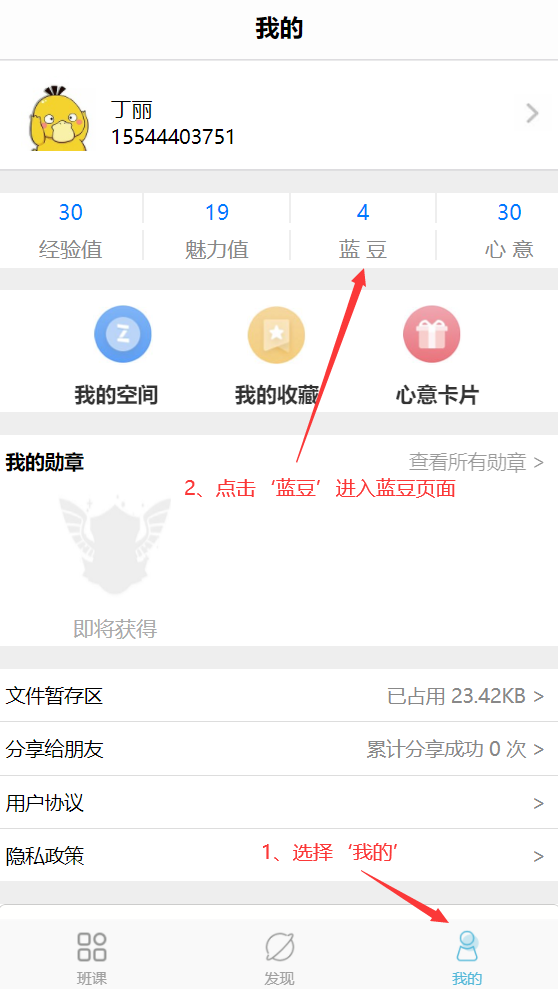 我的
丁丽
15544403751
30 19 4 30
经验值 魅力值 蓝 豆 心 意
Z
我的空间 我的收藏 心意卡片
我的勋章 查看所有勋章 >
2、点击‘蓝豆’进入蓝豆页面
即将获得
文件暂存区 已占用 23.42KB >
分享给朋友 累计分享成功 0 次 >
用户协议 >
隐私政策 >
1、选择‘我的’
班课 发现 我的